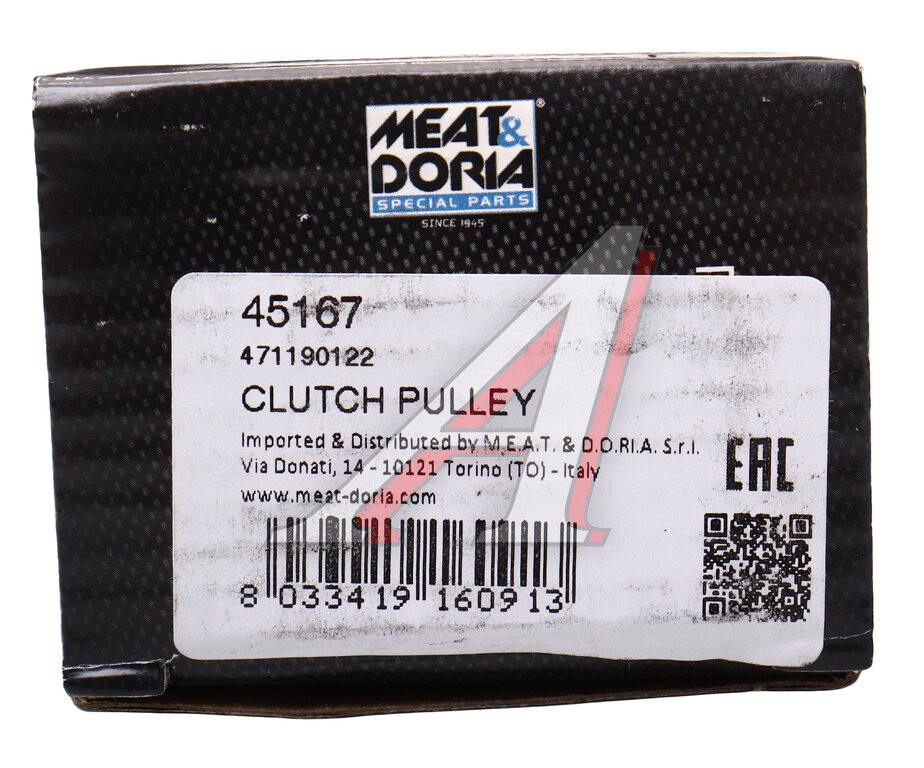 MEAT&
DORIA®
SPECIAL PARTS
SINCE 1945
45167
471190122
CLUTCH PULLEY
Imported & Distributed by M.E.A.T. & D.O.RI.A. S.r.l.
Via Donati, 14 - 10121 Torino (TO) - Italy
www.meat-doria.com
EAC
8 033419 160913